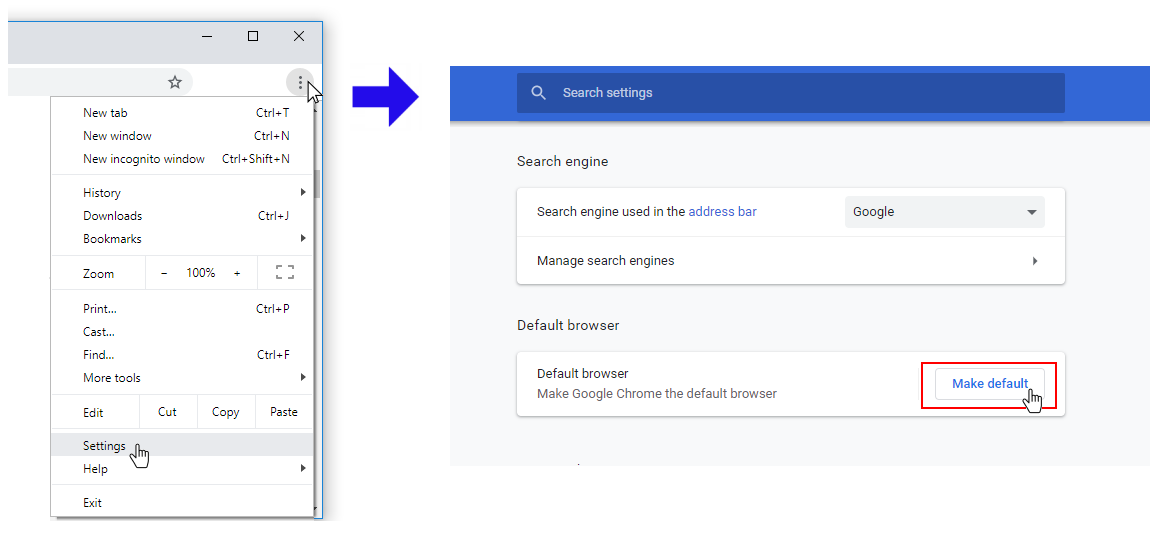 New tab Ctrl+T
New window Ctrl+N
New incognito window Ctrl+Shift+N
History
Downloads Ctrl+J
Bookmarks
Zoom − 100% +
Print... Ctrl+P
Cast...
Find... Ctrl+F
More tools
Edit Cut Copy Paste
Settings
Help
Exit
Search settings
Search engine
Search engine used in the address bar Google
Manage search engines
Default browser
Default browser
Make Google Chrome the default browser
Make default